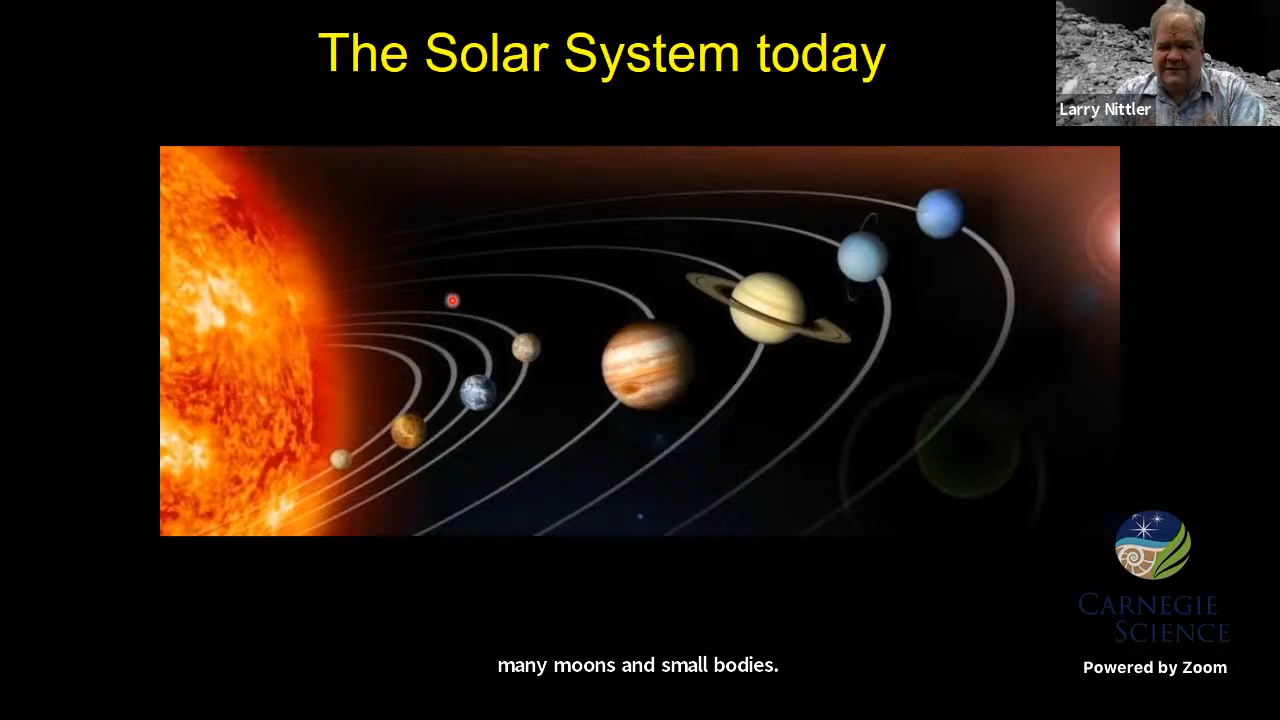 The Solar System today
Larry Nittler
CARNEGIE
SCIENCE
many moons and small bodies.
Powered by Zoom